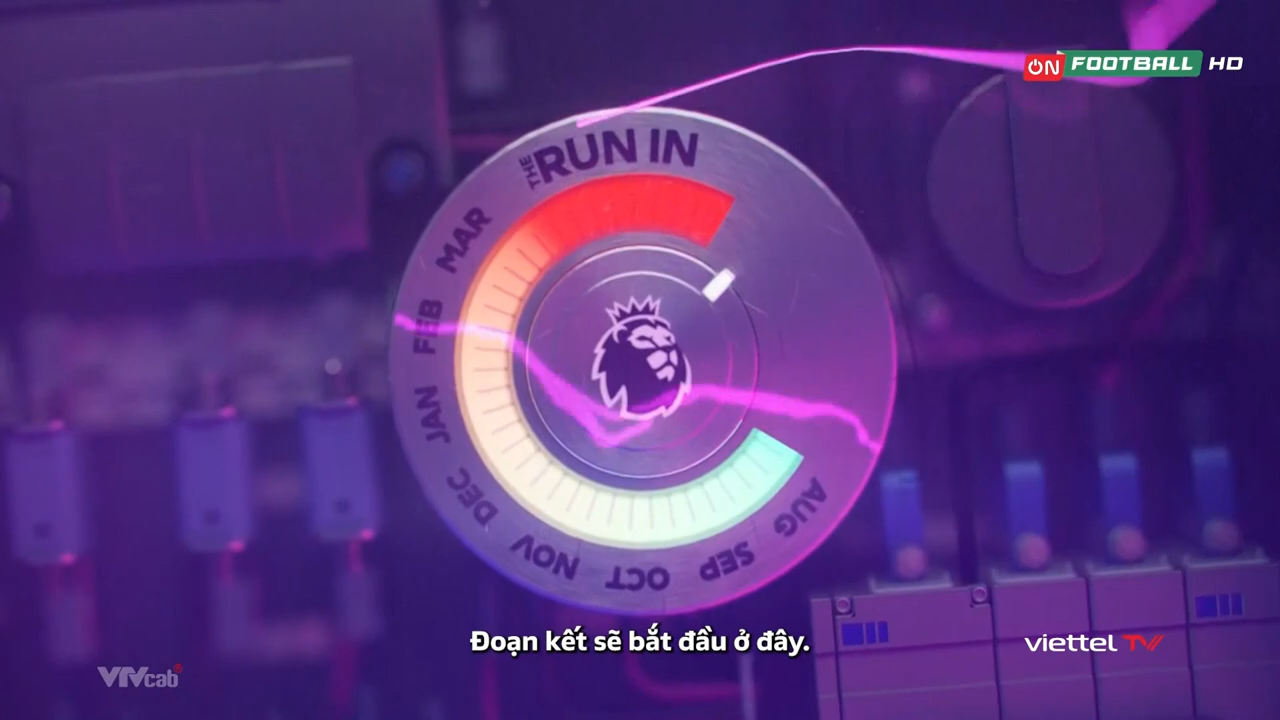 ON FOOTBALL HD
THE RUN IN
MAR
FEB
JAN
DEC
NOV
OCT
SEP
AUG
Đoạn kết sẽ bắt đầu ở đây.
viettel TV
VTVcab